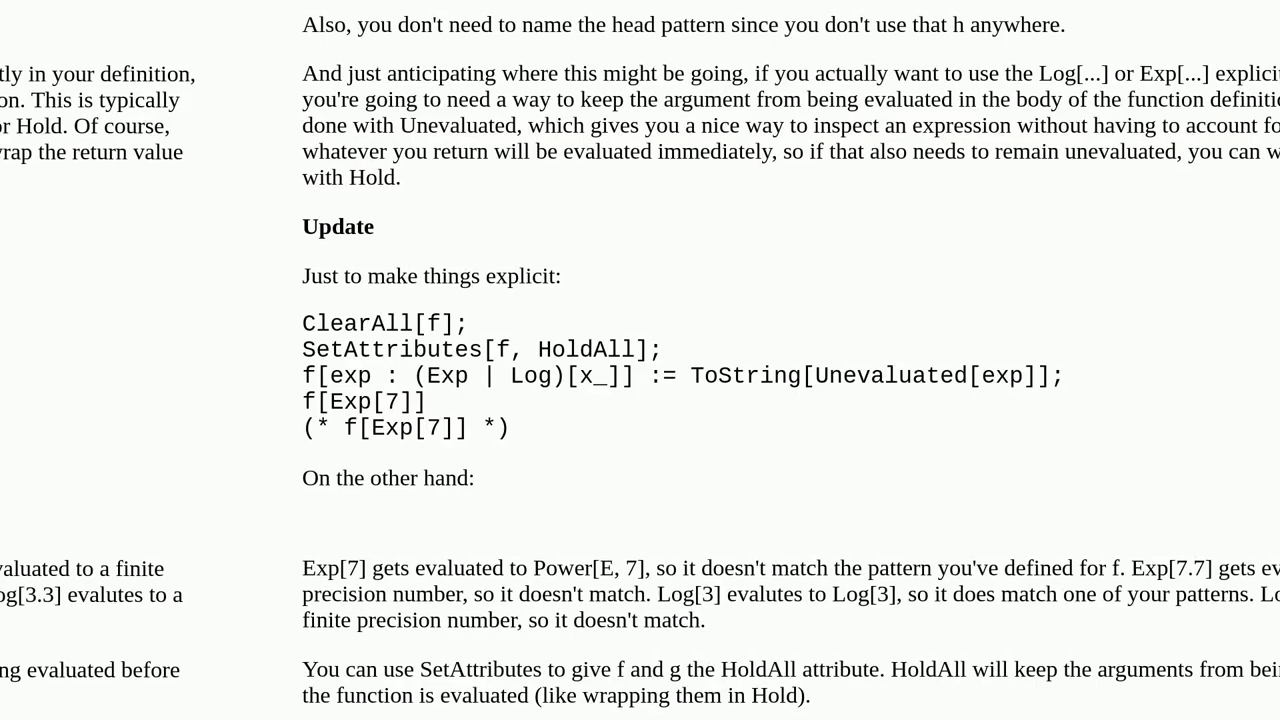 Also, you don't need to name the head pattern since you don't use that h anywhere.
tly in your definition,
on. This is typically
or Hold. Of course,
rap the return value
And just anticipating where this might be going, if you actually want to use the Log[...] or Exp[...] explicit
you're going to need a way to keep the argument from being evaluated in the body of the function definiti
done with Unevaluated, which gives you a nice way to inspect an expression without having to account fo
whatever you return will be evaluated immediately, so if that also needs to remain unevaluated, you can w
with Hold.
Update
Just to make things explicit:
ClearAll[f];
SetAttributes[f, HoldAll];
f[exp : (Exp | Log)[x_]] := ToString[Unevaluated[exp]];
f[Exp[7]]
(* f[Exp[7]] *)
On the other hand:
valuated to a finite
og[3.3] evalutes to a
Exp[7] gets evaluated to Power[E, 7], so it doesn't match the pattern you've defined for f. Exp[7.7] gets ev
precision number, so it doesn't match. Log[3] evalutes to Log[3], so it does match one of your patterns. Lo
finite precision number, so it doesn't match.
ng evaluated before
You can use SetAttributes to give f and g the HoldAll attribute. HoldAll will keep the arguments from bei
the function is evaluated (like wrapping them in Hold).